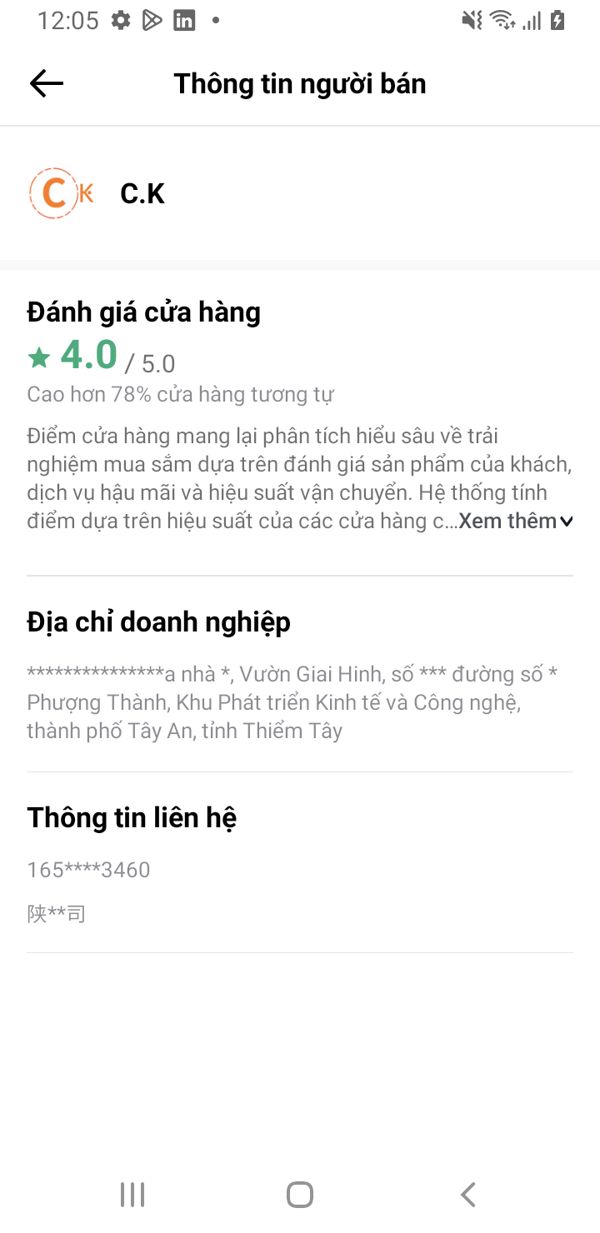 12:05
Thông tin người bán
CK
C.K
Đánh giá cửa hàng
4.0 / 5.0
Cao hơn 78% cửa hàng tương tự
Điểm cửa hàng mang lại phân tích hiểu sâu về trải
nghiệm mua sắm dựa trên đánh giá sản phẩm của khách,
dịch vụ hậu mãi và hiệu suất vận chuyển. Hệ thống tính
điểm dựa trên hiệu suất của các cửa hàng c...Xem thêm
Địa chỉ doanh nghiệp
***************a nhà *, Vườn Giai Hinh, số *** đường số *
Phượng Thành, Khu Phát triển Kinh tế và Công nghệ,
thành phố Tây An, tỉnh Thiểm Tây
Thông tin liên hệ
165****3460
陕**司